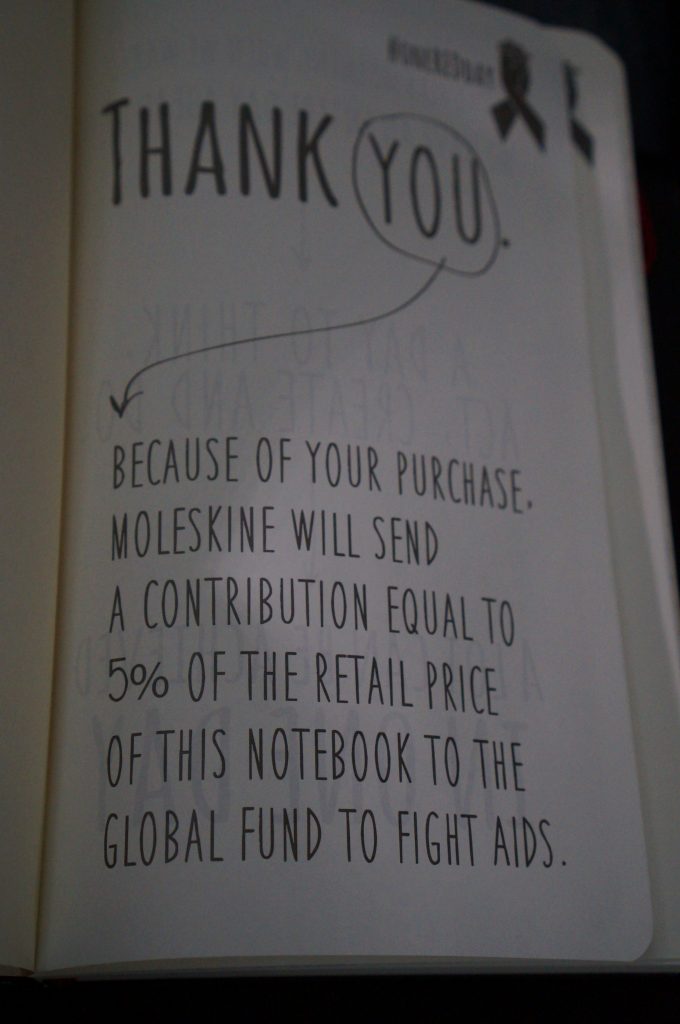 #ONEREDDAY
THANK YOU.
BECAUSE OF YOUR PURCHASE,
MOLESKINE WILL SEND
A CONTRIBUTION EQUAL TO
5% OF THE RETAIL PRICE
OF THIS NOTEBOOK TO THE
GLOBAL FUND TO FIGHT AIDS.